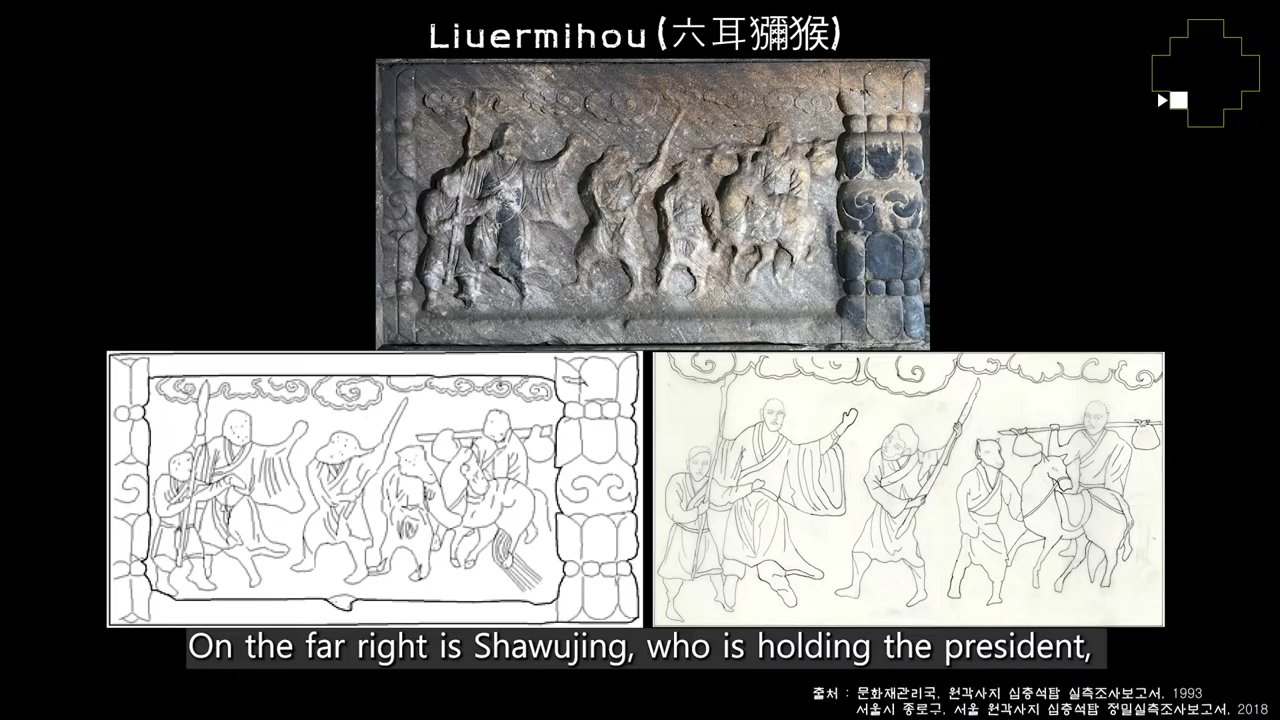 Liuermihou(六耳獼猴)
On the far right is Shawujing, who is holding the president,
출처 : 문화재관리국, 원각사지 십층석탑 실측조사보고서, 1993
서울시 종로구, 서울 원각사지 십층석탑 정밀실측조사보고서, 2018